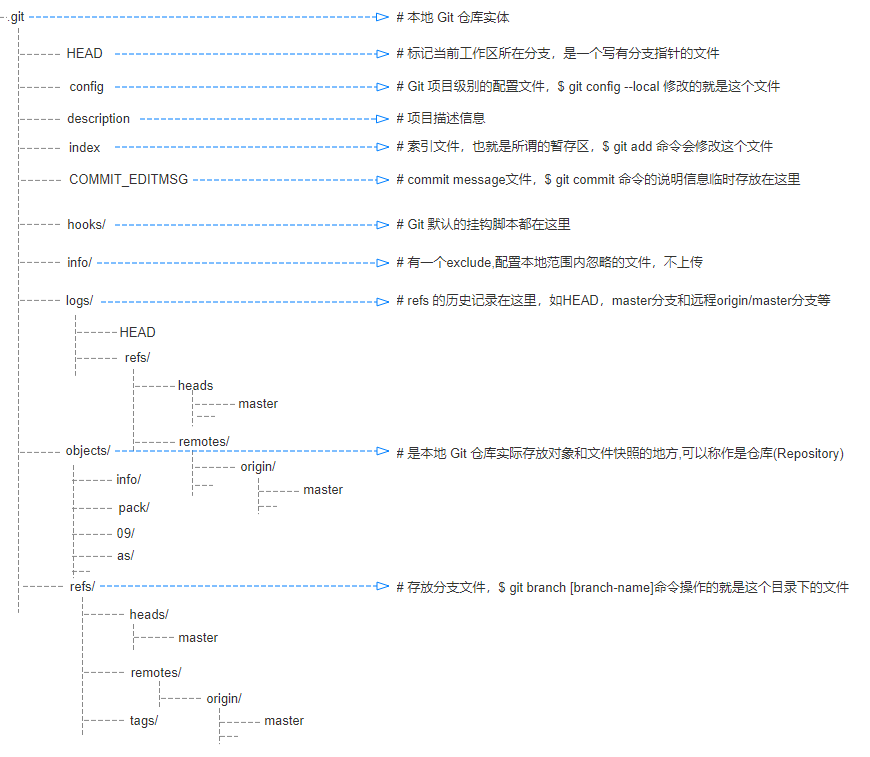 .git # 本地 Git 仓库实体
HEAD # 标记当前工作区所在分支，是一个写有分支指针的文件
config # Git 项目级别的配置文件，$ git config --local 修改的就是这个文件
description # 项目描述信息
index # 索引文件，也就是所谓的暂存区，$ git add 命令会修改这个文件
COMMIT_EDITMSG # commit message文件，$ git commit 命令的说明信息临时存放在这里
hooks/ # Git 默认的挂钩脚本都在这里
info/ # 有一个exclude,配置本地范围内忽略的文件，不上传
logs/ # refs 的历史记录在这里，如HEAD，master分支和远程origin/master分支等
HEAD
refs/
heads
master
remotes/
objects/ # 是本地 Git 仓库实际存放对象和文件快照的地方,可以称作是仓库(Repository)
origin/
info/
master
pack/
09/
as/
refs/ # 存放分支文件，$ git branch [branch-name]命令操作的就是这个目录下的文件
heads/
master
remotes/
origin/
tags/ master